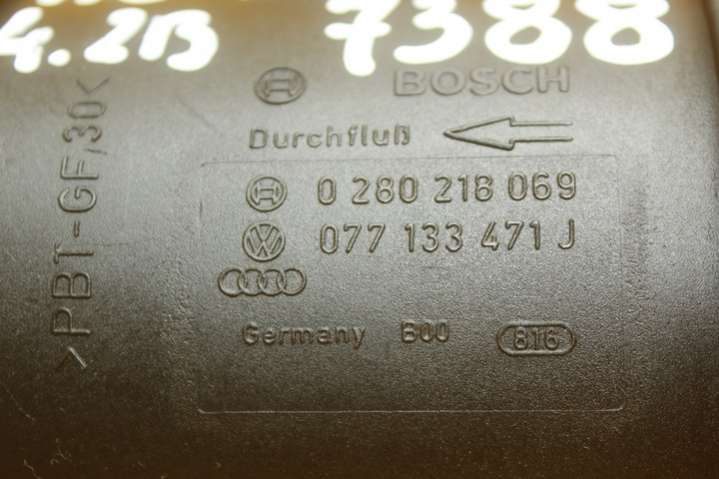 4.2B 7388
BOSCH
Durchfluß
0 280 218 069
077 133 471 J
Germany B00 816
>PBT-GF30<